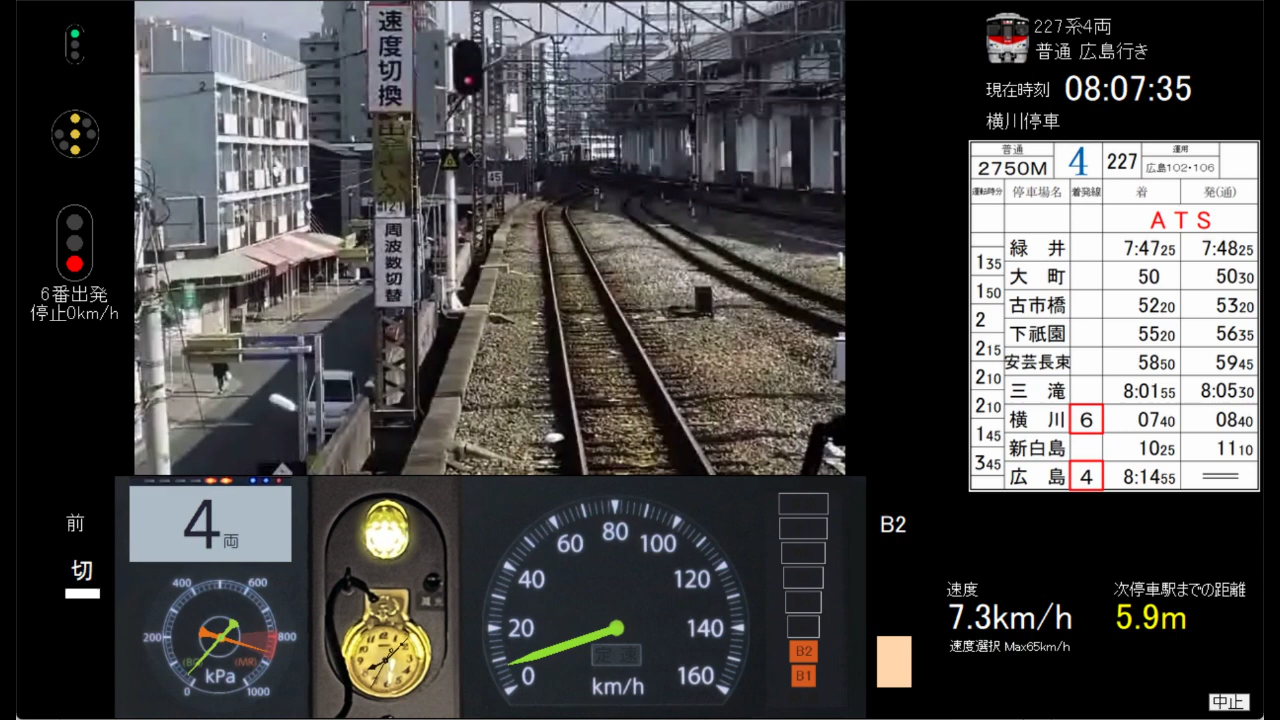 227系4両
普通 広島行き
現在時刻 08:07:35
横川停車
普通
2750M
4
227
運用
広島102・106
運転時分 停車場名 着発線 着 発(通)
ATS
緑井 7:4725 7:4825
135
大町 50 5030
150
古市橋 5220 5320
2
下祇園 5520 5635
215
安芸長束 5850 5945
210
三滝 8:0155 8:0530
210
横川 6 0740 0840
145
新白島 1025 1110
345
広島 4 8:1455
速度切換
45
121
周波数切替
6番出発
停止0km/h
前
切
4両
0 200 400 600 800 1000
(BC) (MR)
kPa
減光
0 20 40 60 80 100 120 140 160
定速
km/h
B2
B1
B2
速度
7.3km/h
速度選択 Max65km/h
次停車駅までの距離
5.9m
中止